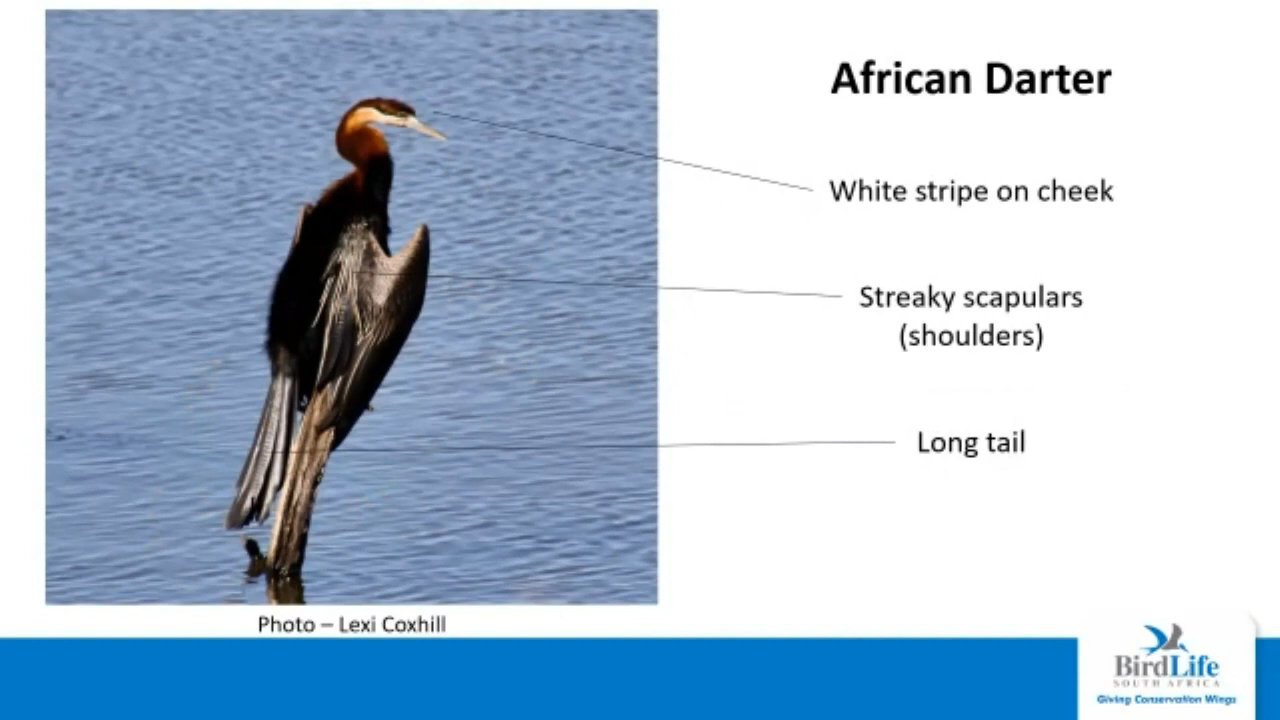 African Darter
White stripe on cheek
Streaky scapulars
(shoulders)
Long tail
Photo – Lexi Coxhill
BirdLife
SOUTH AFRICA
Giving Conservation Wings